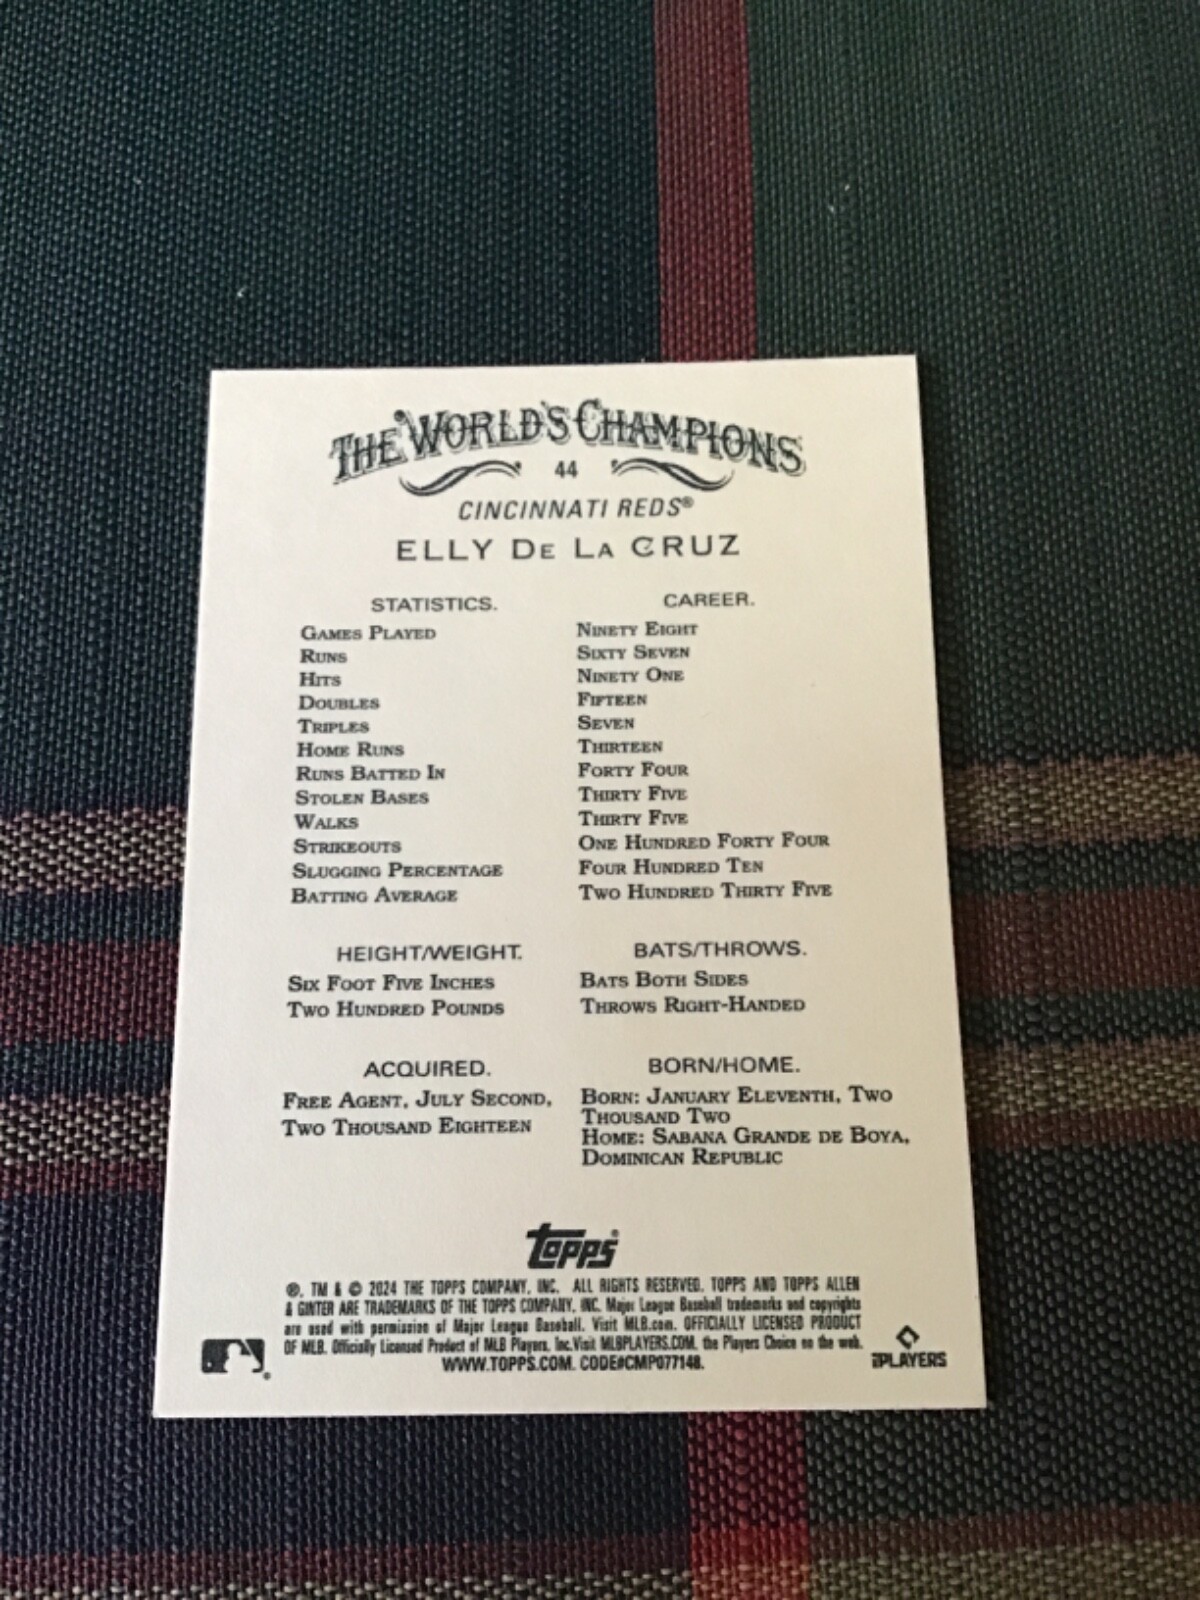 THE WORLD'S CHAMPIONS
44
CINCINNATI REDS®
ELLY DE LA CRUZ
STATISTICS. CAREER.
GAMES PLAYED NINETY EIGHT
RUNS SIXTY SEVEN
HITS NINETY ONE
DOUBLES FIFTEEN
TRIPLES SEVEN
HOME RUNS THIRTEEN
RUNS BATTED IN FORTY FOUR
STOLEN BASES THIRTY FIVE
WALKS THIRTY FIVE
STRIKEOUTS ONE HUNDRED FORTY FOUR
SLUGGING PERCENTAGE FOUR HUNDRED TEN
BATTING AVERAGE TWO HUNDRED THIRTY FIVE
HEIGHT/WEIGHT.
SIX FOOT FIVE INCHES
TWO HUNDRED POUNDS
BATS/THROWS.
BATS BOTH SIDES
THROWS RIGHT-HANDED
ACQUIRED.
FREE AGENT, JULY SECOND,
TWO THOUSAND EIGHTEEN
BORN/HOME.
BORN: JANUARY ELEVENTH, TWO
THOUSAND TWO
HOME: SABANA GRANDE DE BOYA,
DOMINICAN REPUBLIC
Topps®
®, TM & © 2024 THE TOPPS COMPANY, INC. ALL RIGHTS RESERVED. TOPPS AND TOPPS ALLEN
& GINTER ARE TRADEMARKS OF THE TOPPS COMPANY, INC. Major League Baseball trademarks and copyrights
are used with permission of Major League Baseball. Visit MLB.com. OFFICIALLY LICENSED PRODUCT
OF MLB. Officially Licensed Product of MLB Players, Inc. Visit MLBPLAYERS.COM, the Players Choice on the web.
WWW.TOPPS.COM. CODE#CMP077148.
PLAYERS